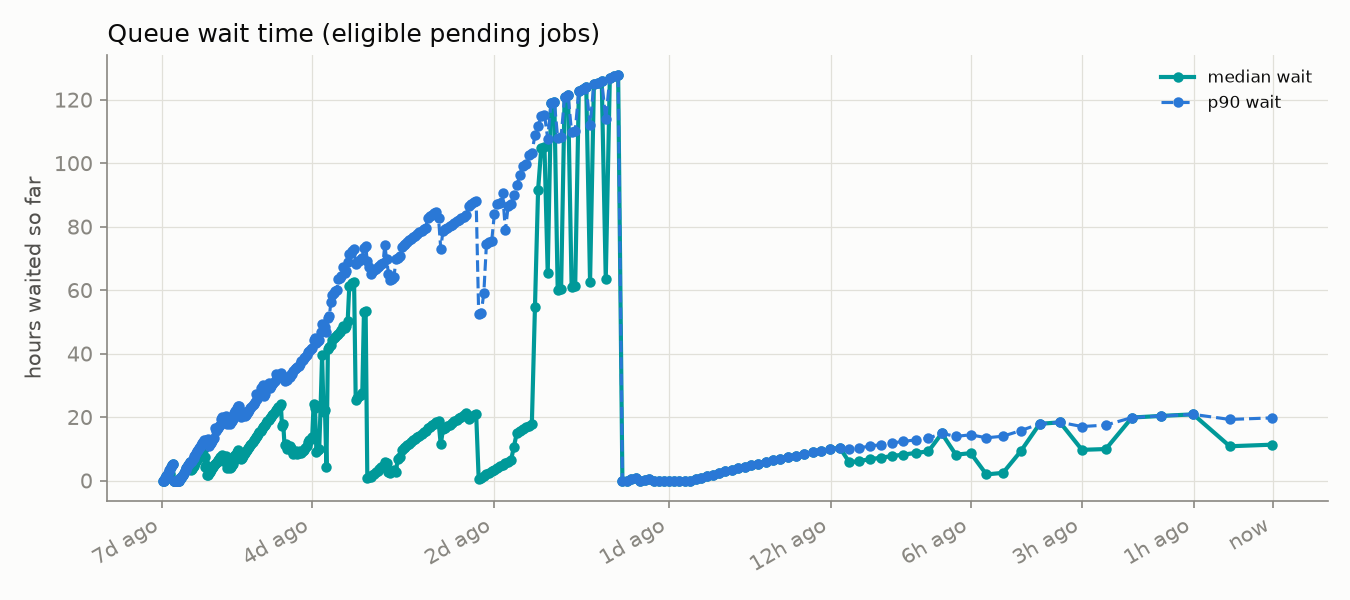 Queue wait time (eligible pending jobs)
median wait
p90 wait
hours waited so far
120
100
80
60
40
20
0
7d ago
4d ago
2d ago
1d ago
12h ago
6h ago
3h ago
1h ago
now